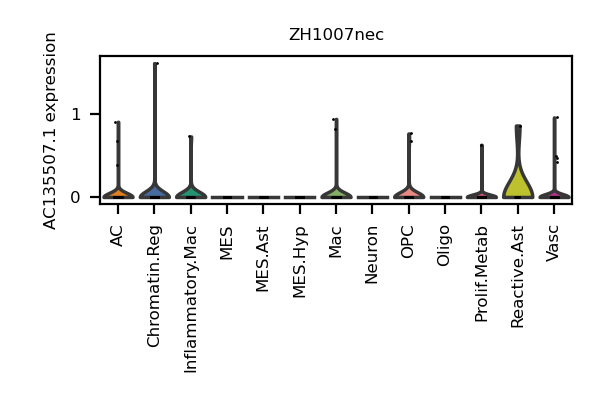 ZH1007nec
AC135507.1 expression
1
0
AC
Chromatin.Reg
Inflammatory.Mac
MES
MES.Ast
MES.Hyp
Mac
Neuron
OPC
Oligo
Prolif.Metab
Reactive.Ast
Vasc